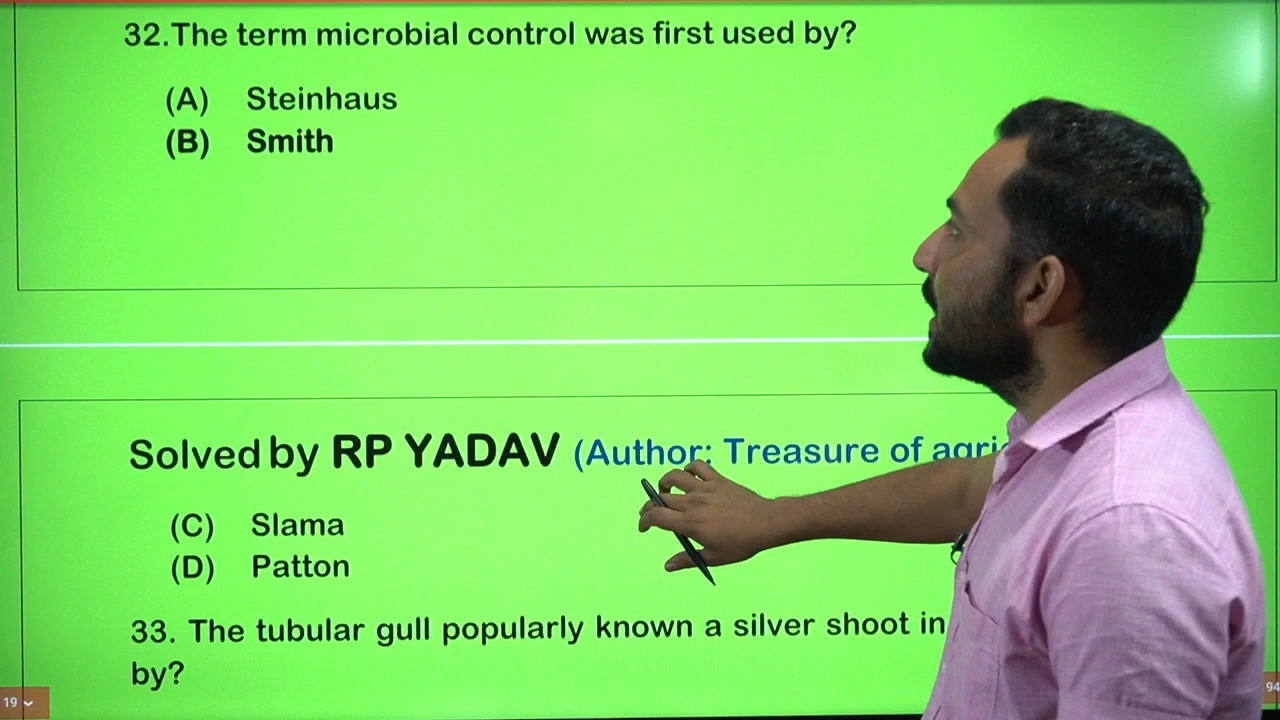 32.The term microbial control was first used by?
(A) Steinhaus
(B) Smith
Solved by RP YADAV (Author: Treasure of agri
(C) Slama
(D) Patton
33. The tubular gull popularly known a silver shoot in
by?
19
94